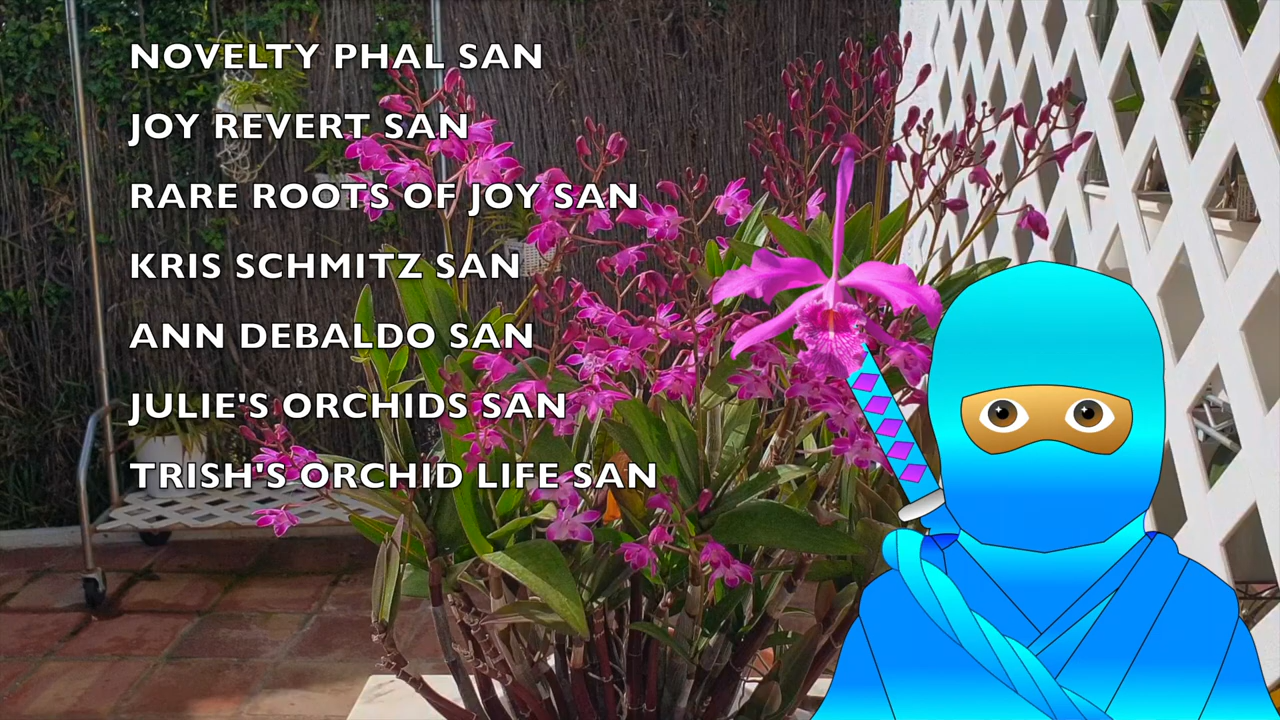 NOVELTY PHAL SAN
JOY REVERT SAN
RARE ROOTS OF JOY SAN
KRIS SCHMITZ SAN
ANN DEBALDO SAN
JULIE'S ORCHIDS SAN
TRISH'S ORCHID LIFE SAN